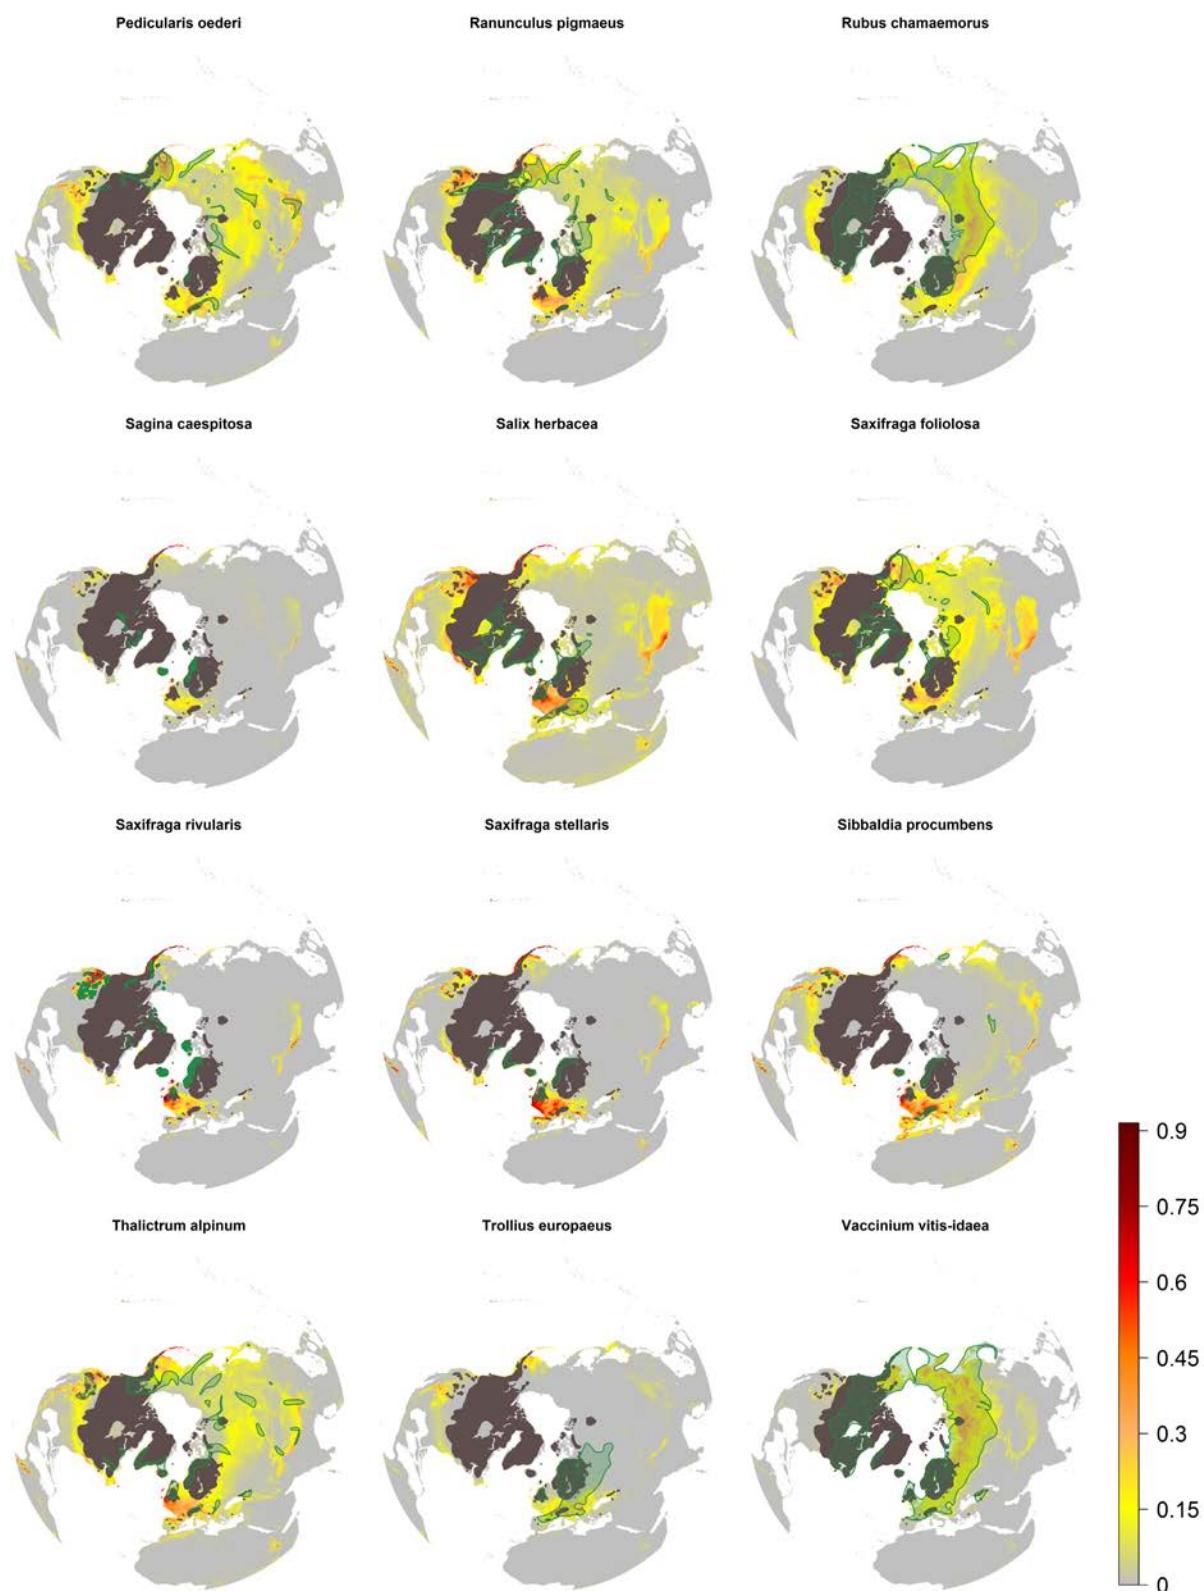 Pedicularis oederi
Ranunculus pigmaeus
Rubus chamaemorus
Sagina caespitosa
Salix herbacea
Saxifraga foliolosa
Saxifraga rivularis
Saxifraga stellaris
Sibbaldia procumbens
Thalictrum alpinum
Trollius europaeus
Vaccinium vitis-idaea
0.9
0.75
0.6
0.45
0.3
0.15
0